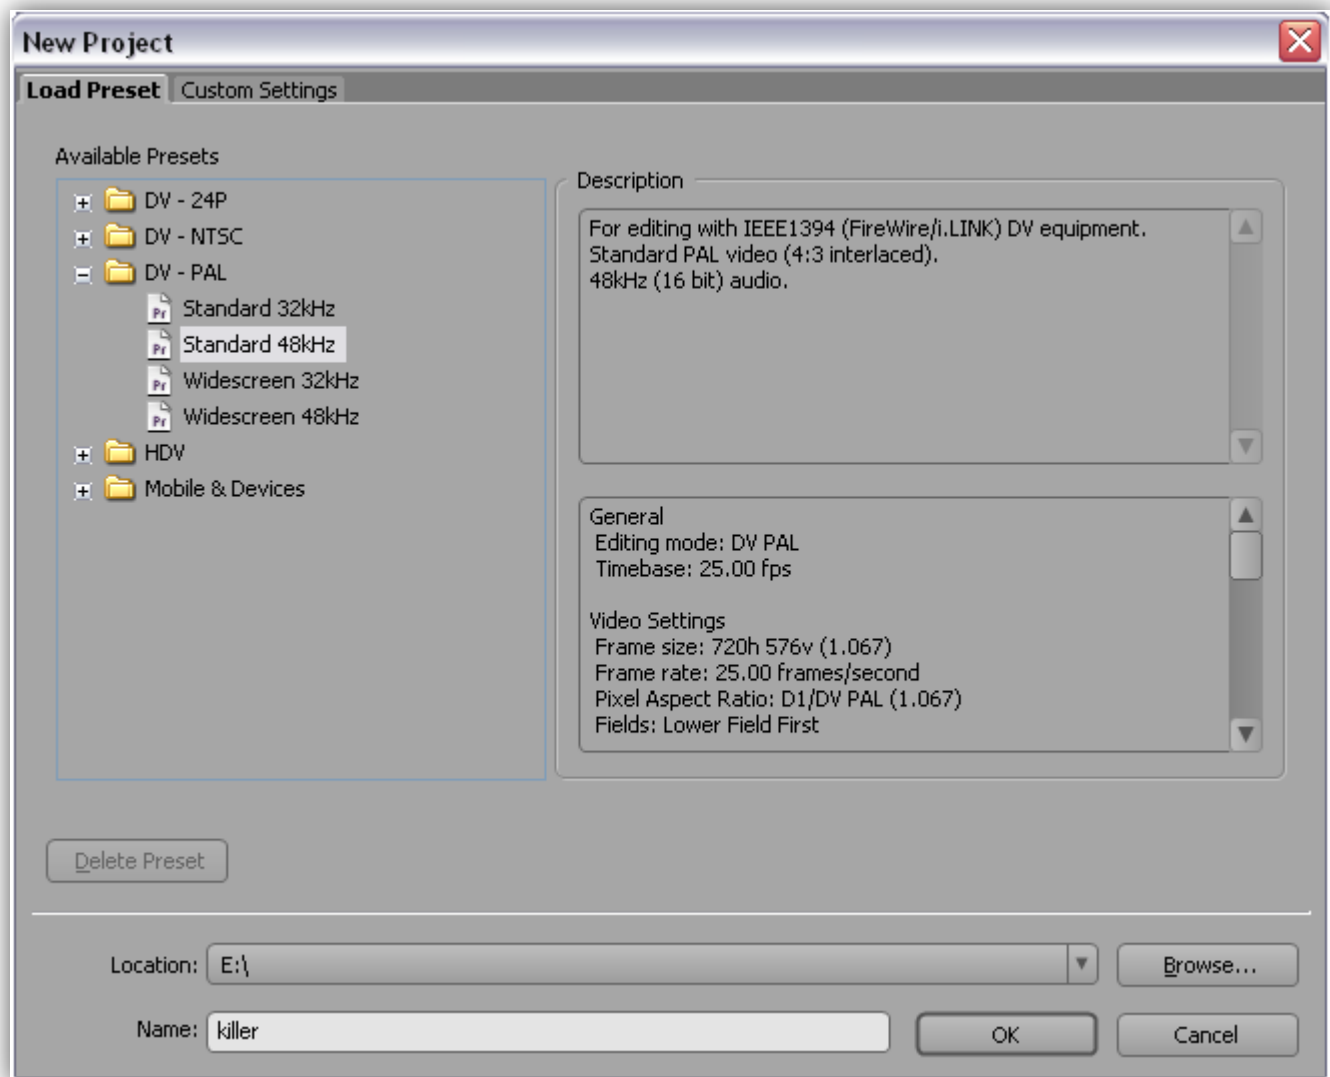 New Project
Load Preset Custom Settings
Available Presets
DV - 24P
DV - NTSC
DV - PAL
Standard 32kHz
Standard 48kHz
Widescreen 32kHz
Widescreen 48kHz
HDV
Mobile & Devices
Description
For editing with IEEE1394 (FireWire/i.LINK) DV equipment.
Standard PAL video (4:3 interlaced).
48kHz (16 bit) audio.
General
Editing mode: DV PAL
Timebase: 25.00 fps
Video Settings
Frame size: 720h 576v (1.067)
Frame rate: 25.00 frames/second
Pixel Aspect Ratio: D1/DV PAL (1.067)
Fields: Lower Field First
Delete Preset
Location: E:\ Browse...
Name: killer OK Cancel